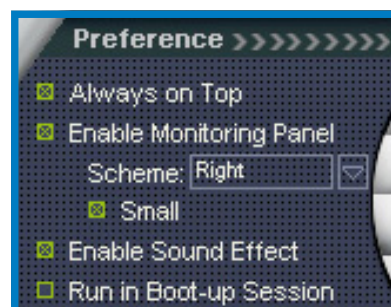 Preference
Always on Top
Enable Monitoring Panel
Scheme: Right
Small
Enable Sound Effect
Run in Boot-up Session